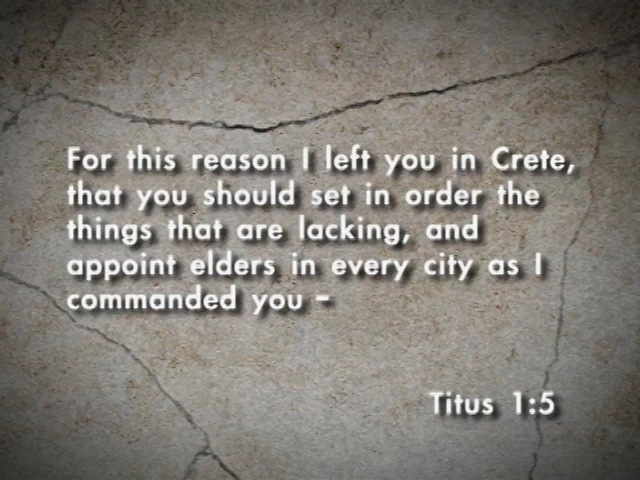 For this reason I left you in Crete,
that you should set in order the
things that are lacking, and
appoint elders in every city as I
commanded you –
Titus 1:5